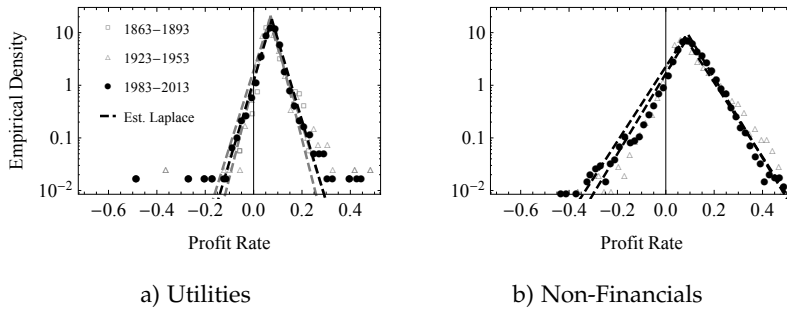 Empirical Density
10
1
0.1
10−2
1863−1893
1923−1953
1983−2013
Est. Laplace
−0.6 −0.4 −0.2 0.0 0.2 0.4
Profit Rate
a) Utilities
10
1
0.1
10−2
−0.6 −0.4 −0.2 0.0 0.2 0.4
Profit Rate
b) Non-Financials